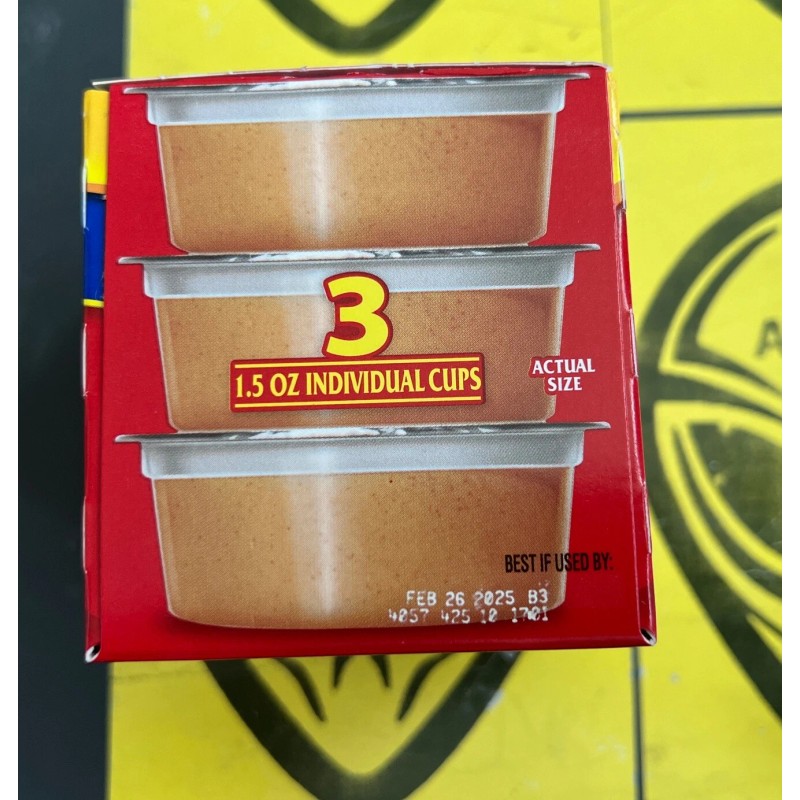 3
1.5 OZ INDIVIDUAL CUPS
ACTUAL
SIZE
BEST IF USED BY:
FEB 26 2025 B3
4057 425 10 1701